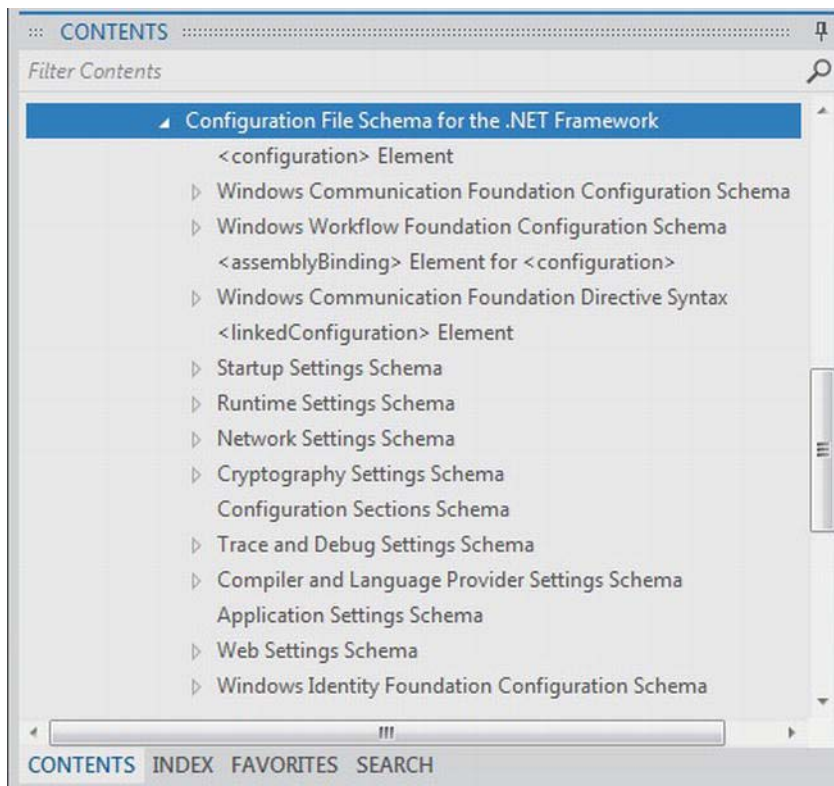 CONTENTS
Filter Contents
Configuration File Schema for the .NET Framework
<configuration> Element
Windows Communication Foundation Configuration Schema
Windows Workflow Foundation Configuration Schema
<assemblyBinding> Element for <configuration>
Windows Communication Foundation Directive Syntax
<linkedConfiguration> Element
Startup Settings Schema
Runtime Settings Schema
Network Settings Schema
Cryptography Settings Schema
Configuration Sections Schema
Trace and Debug Settings Schema
Compiler and Language Provider Settings Schema
Application Settings Schema
Web Settings Schema
Windows Identity Foundation Configuration Schema
CONTENTS INDEX FAVORITES SEARCH